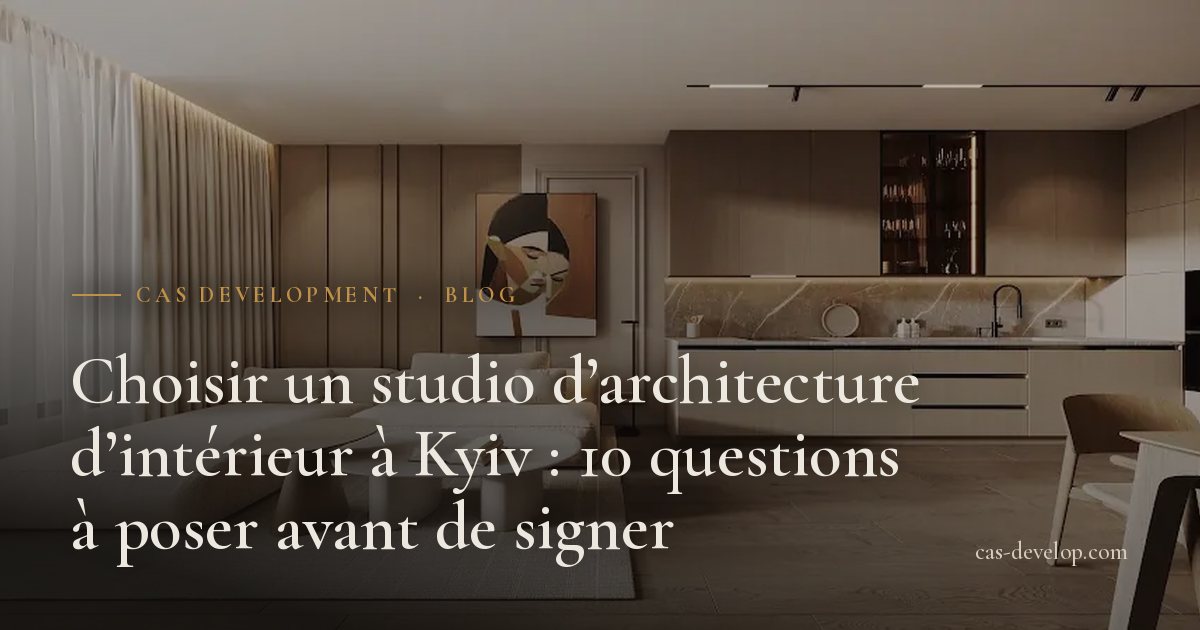 CAS DEVELOPMENT · BLOG
Choisir un studio d’architecture
d’intérieur à Kyiv : 10 questions
à poser avant de signer
cas-develop.com